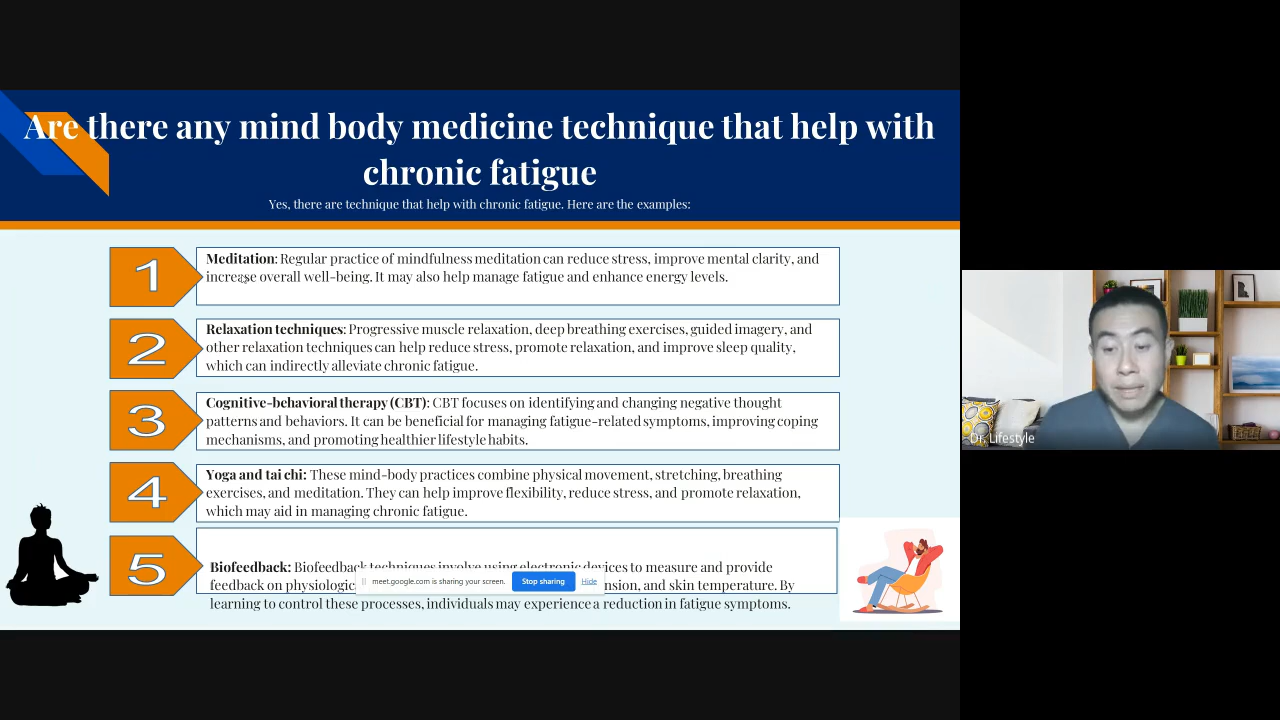 Are there any mind body medicine technique that help with
chronic fatigue
Yes, there are technique that help with chronic fatigue. Here are the examples:
1
Meditation: Regular practice of mindfulness meditation can reduce stress, improve mental clarity, and
increase overall well-being. It may also help manage fatigue and enhance energy levels.
2
Relaxation techniques: Progressive muscle relaxation, deep breathing exercises, guided imagery, and
other relaxation techniques can help reduce stress, promote relaxation, and improve sleep quality,
which can indirectly alleviate chronic fatigue.
3
Cognitive-behavioral therapy (CBT): CBT focuses on identifying and changing negative thought
patterns and behaviors. It can be beneficial for managing fatigue-related symptoms, improving coping
mechanisms, and promoting healthier lifestyle habits.
4
Yoga and tai chi: These mind-body practices combine physical movement, stretching, breathing
exercises, and meditation. They can help improve flexibility, reduce stress, and promote relaxation,
which may aid in managing chronic fatigue.
5
Biofeedback: Biofeedback techniques involve using electronic devices to measure and provide
feedback on and skin temperature. By
learning to control these processes, individuals may experience a reduction in fatigue symptoms.
meet.google.com is sharing your screen. Stop sharing Hide
Dr. Lifestyle